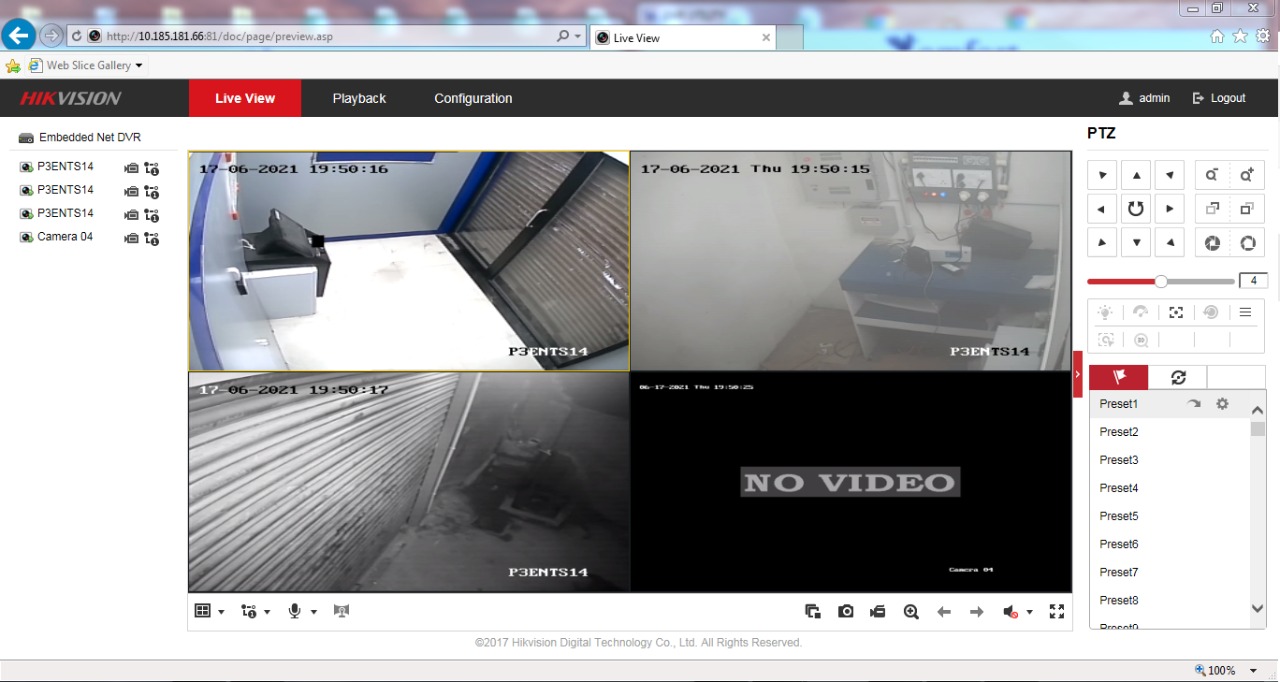 http://10.185.181.66:81/doc/page/preview.asp
Live View
Web Slice Gallery
HIKVISION
Live View
Playback
Configuration
admin
Logout
Embedded Net DVR
P3ENTS14
P3ENTS14
P3ENTS14
Camera 04
17-06-2021 19:50:16
P3ENTS14
17-06-2021 Thu 19:50:15
P3ENTS14
17-06-2021 19:50:17
P3ENTS14
06-17-2021 Thu 19:50:25
NO VIDEO
Camera 04
PTZ
4
Preset1
Preset2
Preset3
Preset4
Preset5
Preset6
Preset7
Preset8
Preset9
©2017 Hikvision Digital Technology Co., Ltd. All Rights Reserved.
100%